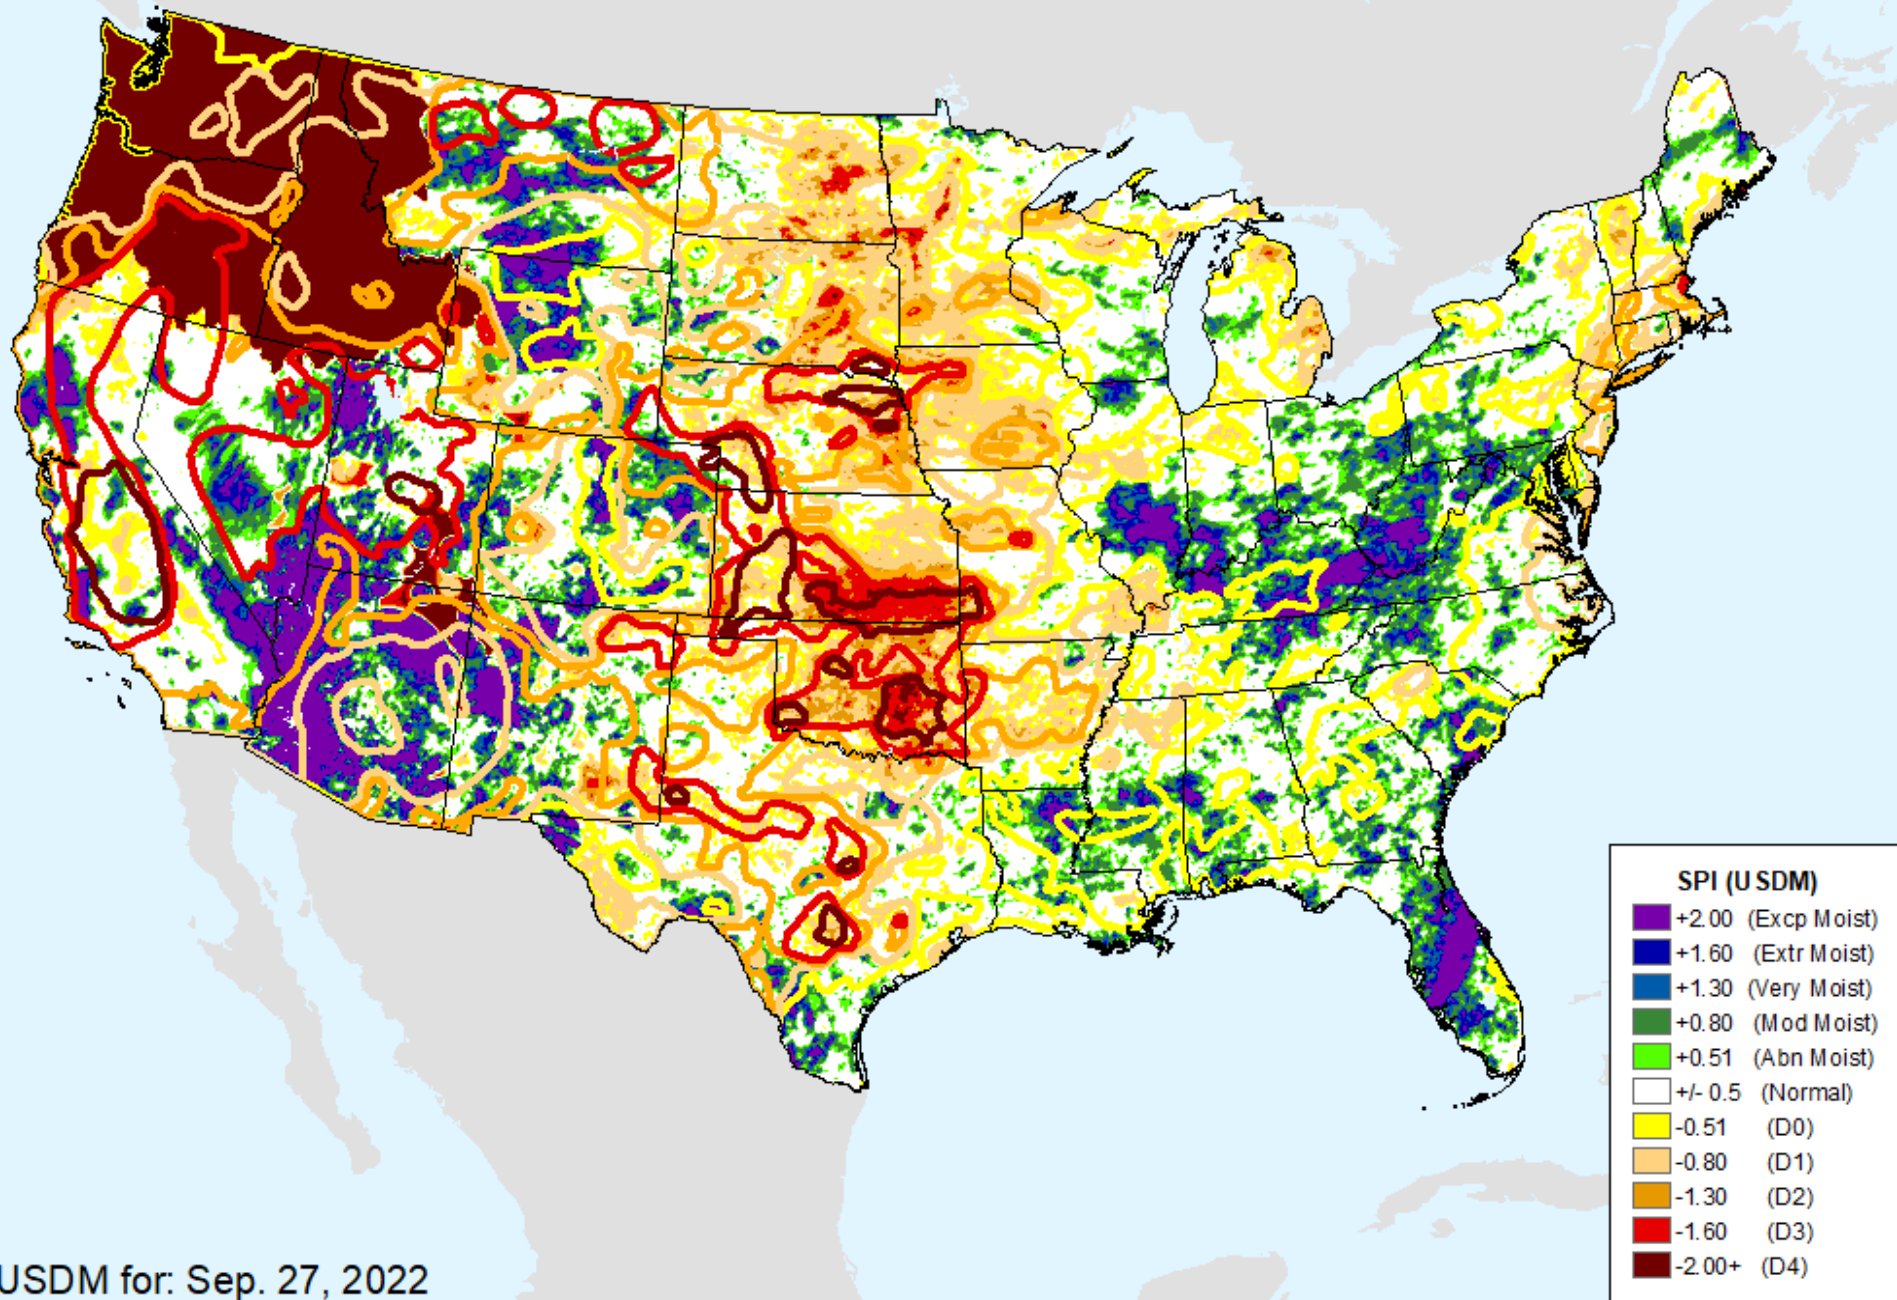 SPI (USDM)
+2.00 (Excp Moist)
+1.60 (Extr Moist)
+1.30 (Very Moist)
+0.80 (Mod Moist)
+0.51 (Abn Moist)
+/- 0.5 (Normal)
-0.51 (D0)
-0.80 (D1)
-1.30 (D2)
-1.60 (D3)
-2.00+ (D4)
USDM for: Sep. 27, 2022